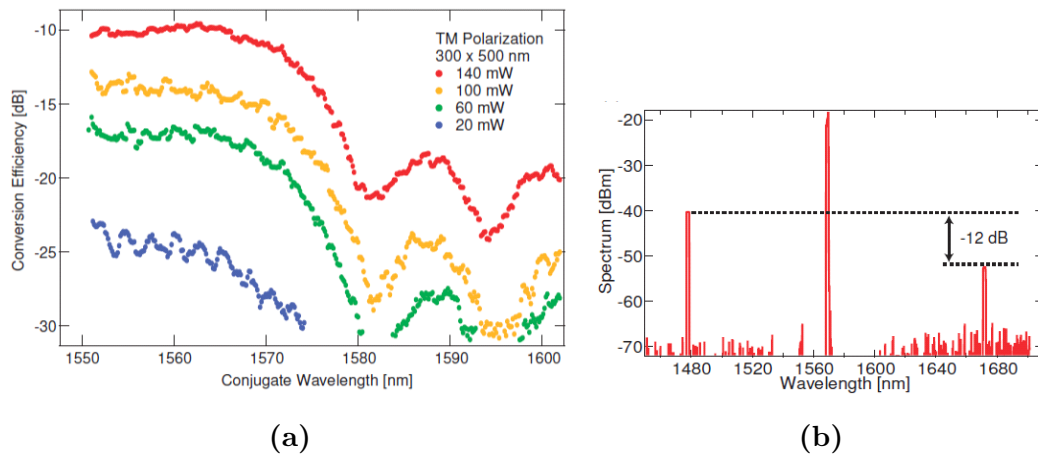 -10
-15
-20
-25
-30
Conversion Efficiency [dB]
TM Polarization
300 x 500 nm
140 mW
100 mW
60 mW
20 mW
1550
1560
1570
1580
1590
1600
Conjugate Wavelength [nm]
(a)
-20
-30
-40
-50
-60
-70
Spectrum [dBm]
-12 dB
1480
1520
1560
1600
1640
1680
Wavelength [nm]
(b)